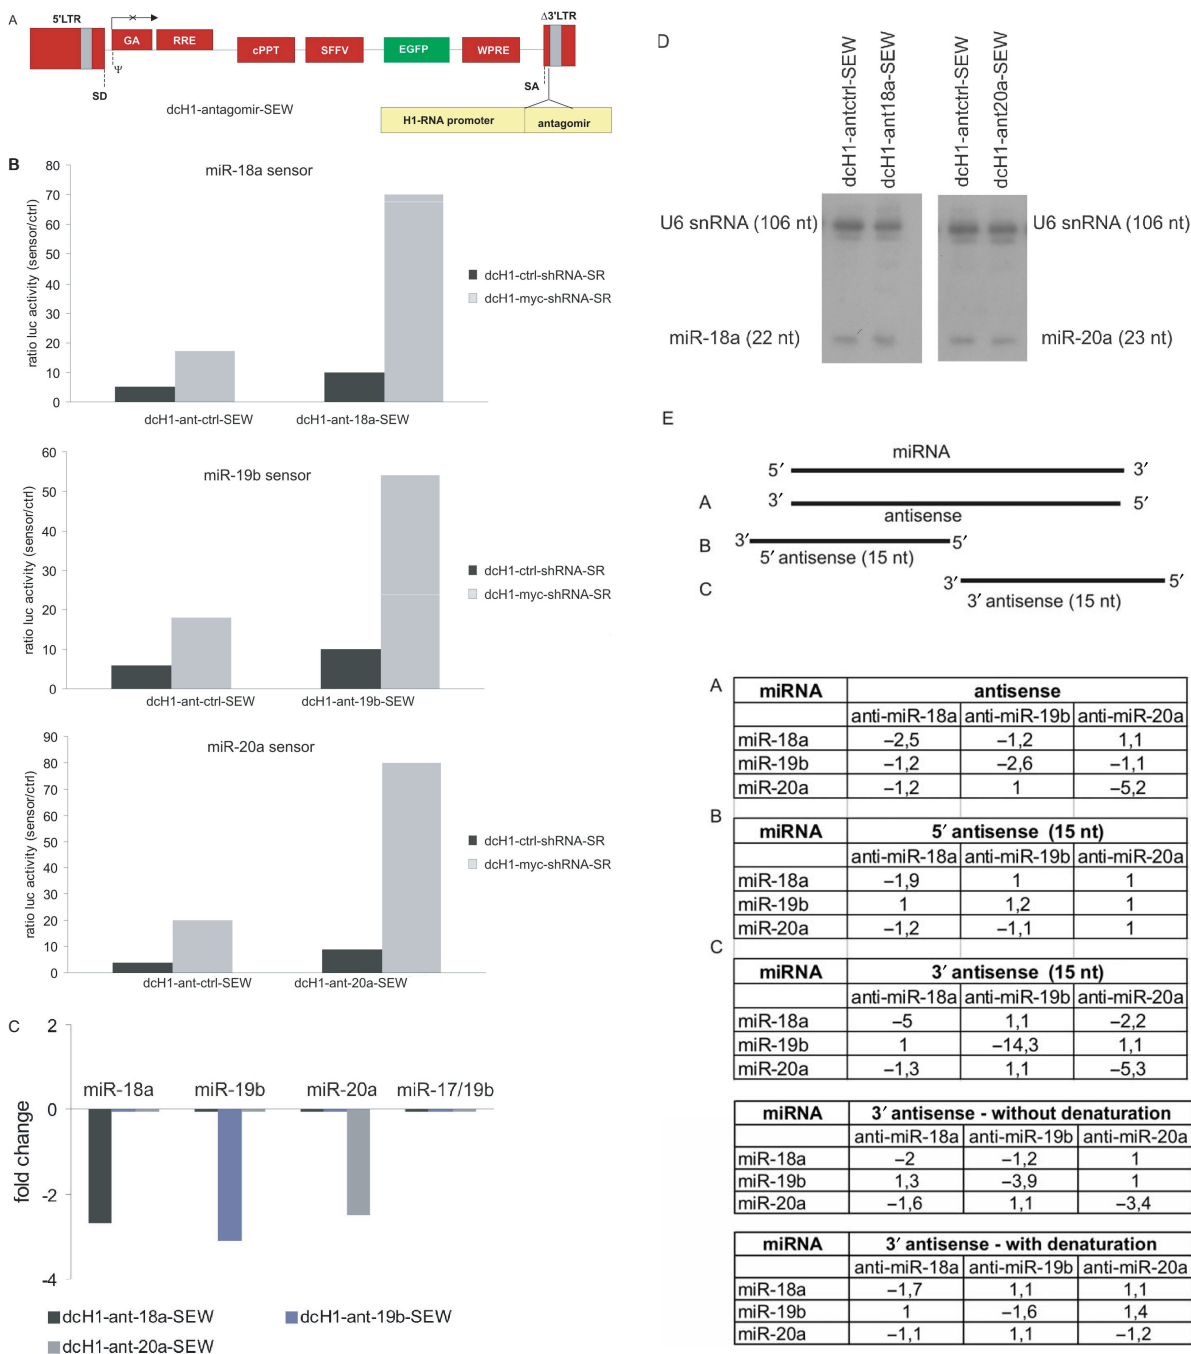 A
5′LTR
Δ3′LTR
GA
RRE
cPPT
SFFV
EGFP
WPRE
Ψ
SD
SA
dcH1-antagomir-SEW
H1-RNA promoter
antagomir
B
miR-18a sensor
ratio luc activity (sensor/ctrl)
80
70
60
50
40
30
20
10
0
dcH1-ctrl-shRNA-SR
dcH1-myc-shRNA-SR
dcH1-ant-ctrl-SEW
dcH1-ant-18a-SEW
miR-19b sensor
ratio luc activity (sensor/ctrl)
60
50
40
30
20
10
0
dcH1-ctrl-shRNA-SR
dcH1-myc-shRNA-SR
dcH1-ant-ctrl-SEW
dcH1-ant-19b-SEW
miR-20a sensor
ratio luc activity (sensor/ctrl)
90
80
70
60
50
40
30
20
10
0
dcH1-ctrl-shRNA-SR
dcH1-myc-shRNA-SR
dcH1-ant-ctrl-SEW
dcH1-ant-20a-SEW
C
fold change
2
0
-2
-4
miR-18a
miR-19b
miR-20a
miR-17/19b
dcH1-ant-18a-SEW
dcH1-ant-19b-SEW
dcH1-ant-20a-SEW
D
dcH1-antctrl-SEW
dcH1-ant18a-SEW
dcH1-antctrl-SEW
dcH1-ant20a-SEW
U6 snRNA (106 nt)
U6 snRNA (106 nt)
miR-18a (22 nt)
miR-20a (23 nt)
E
miRNA
5′ 3′
A 3′ 5′
antisense
B 3′ 5′
5′ antisense (15 nt)
C 3′ 5′
3′ antisense (15 nt)
A
miRNA antisense
anti-miR-18a anti-miR-19b anti-miR-20a
miR-18a –2,5 –1,2 1,1
miR-19b –1,2 –2,6 –1,1
miR-20a –1,2 1 –5,2
B
miRNA 5′ antisense (15 nt)
anti-miR-18a anti-miR-19b anti-miR-20a
miR-18a –1,9 1 1
miR-19b 1 1,2 1
miR-20a –1,2 –1,1 1
C
miRNA 3′ antisense (15 nt)
anti-miR-18a anti-miR-19b anti-miR-20a
miR-18a –5 1,1 –2,2
miR-19b 1 –14,3 1,1
miR-20a –1,3 1,1 –5,3
miRNA 3′ antisense - without denaturation
anti-miR-18a anti-miR-19b anti-miR-20a
miR-18a –2 –1,2 1
miR-19b 1,3 –3,9 1
miR-20a –1,6 1,1 –3,4
miRNA 3′ antisense - with denaturation
anti-miR-18a anti-miR-19b anti-miR-20a
miR-18a –1,7 1,1 1,1
miR-19b 1 –1,6 1,4
miR-20a –1,1 1,1 –1,2